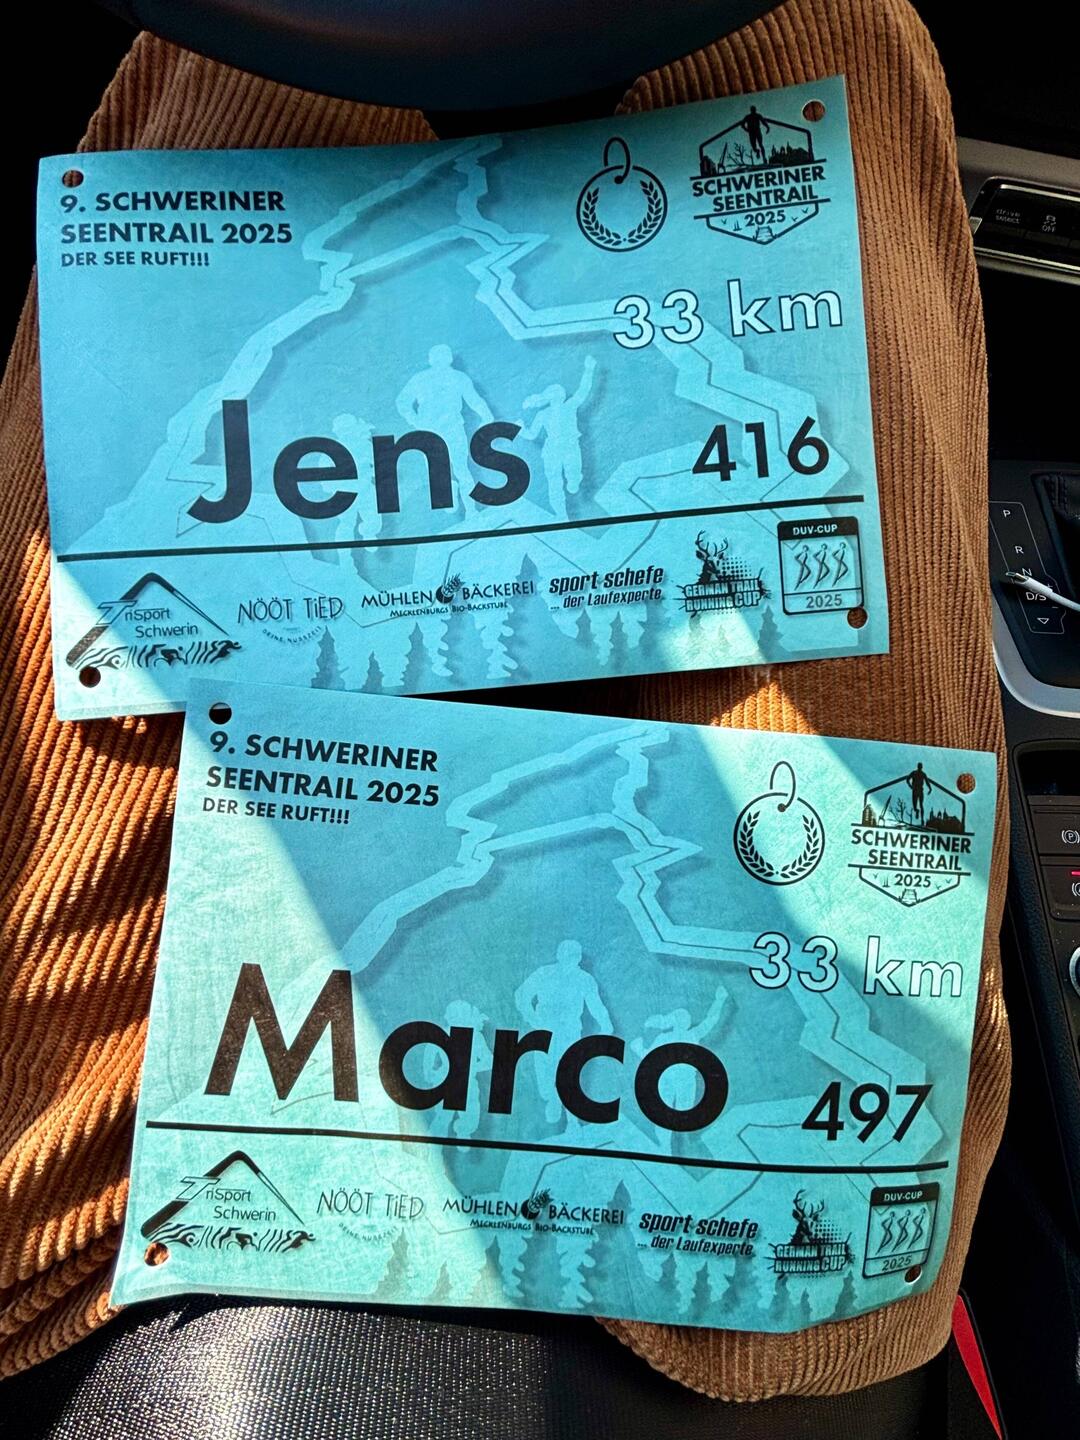 9. SCHWERINER
SEENTRAIL 2025
DER SEE RUFT!!!
SCHWERINER
SEENTRAIL
2025
33 km
Jens
416
TriSport
Schwerin
NÖÖT TiED
MÜHLEN BÄCKEREI
MECKLENBURGS BIO-BACKSTUBE
sport schefe
... der Laufexperte
GERMAN TRAIL
RUNNING CUP
DUV-CUP
2025
9. SCHWERINER
SEENTRAIL 2025
DER SEE RUFT!!!
SCHWERINER
SEENTRAIL
2025
33 km
Marco
497
TriSport
Schwerin
NÖÖT TiED
MÜHLEN BÄCKEREI
MECKLENBURGS BIO-BACKSTUBE
sport schefe
... der Laufexperte
GERMAN TRAIL
RUNNING CUP
DUV-CUP
2025
drive
select
OFF
P
R
N
D/S